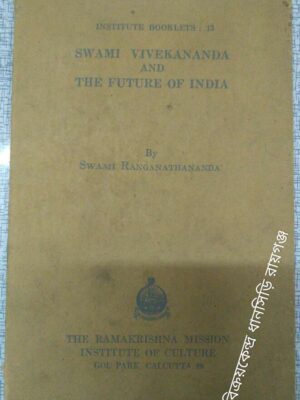 INSTITUTE BOOKLETS : 13
SWAMI VIVEKANANDA
AND
THE FUTURE OF INDIA
By
SWAMI RANGANATHANANDA
THE RAMAKRISHNA MISSION
INSTITUTE OF CULTURE
GOL PARK, CALCUTTA 29
বিক্রয়কেন্দ্র ধানসিড়ি রায়গঞ্জ